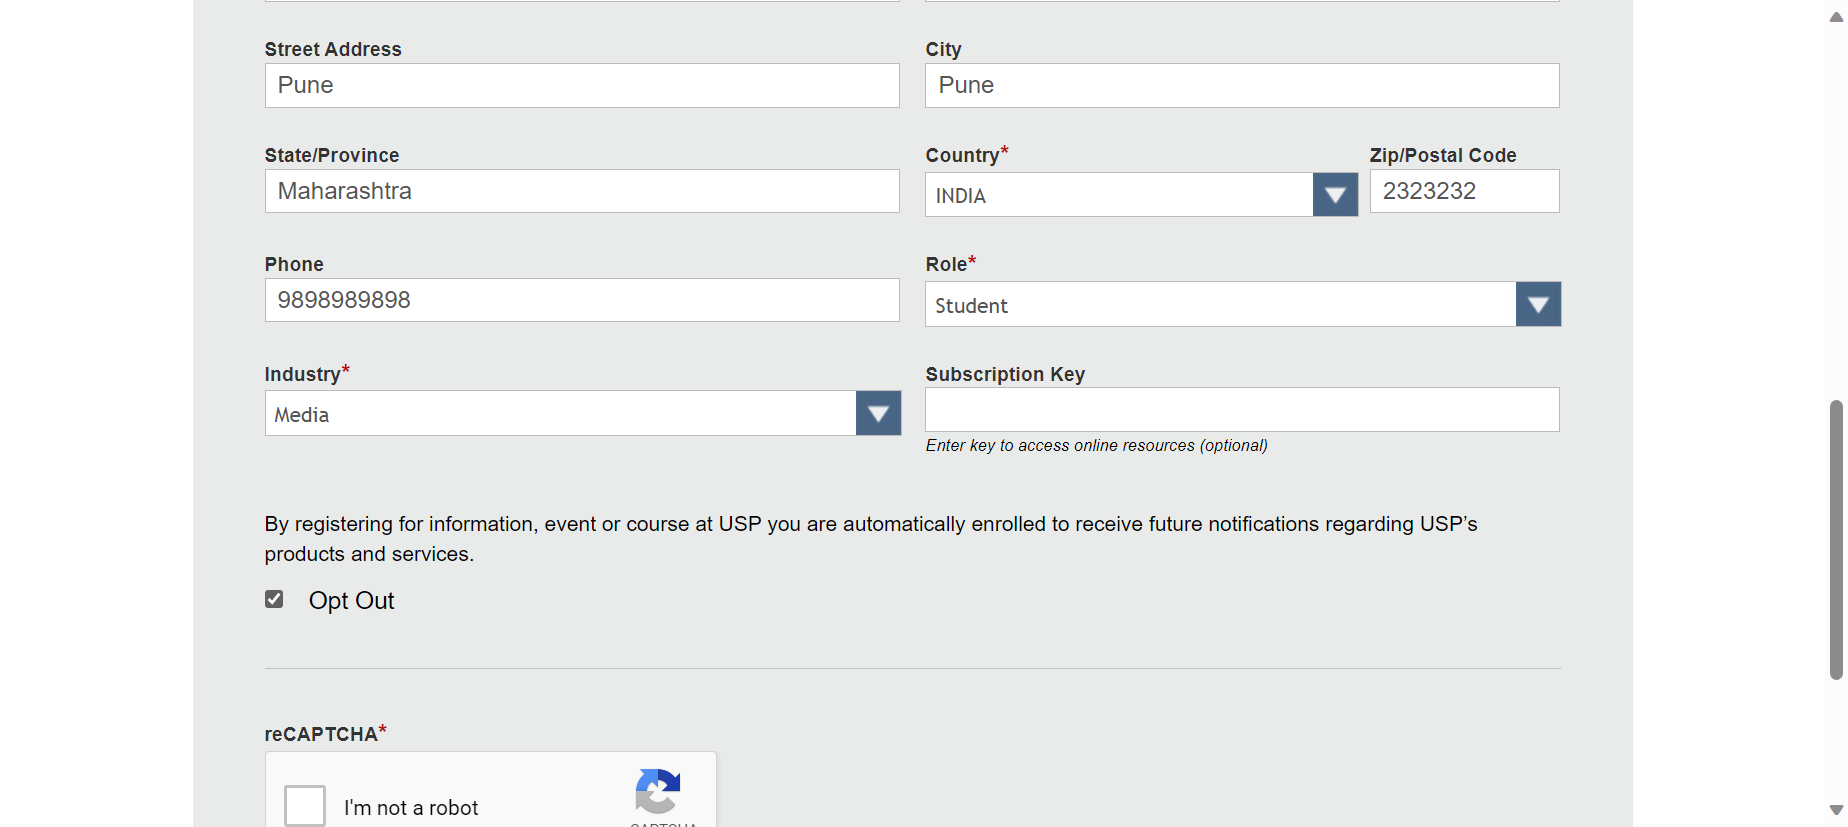 Street Address
City
Pune
Pune
State/Province
Country*
Zip/Postal Code
Maharashtra
INDIA
2323232
Phone
Role*
9898989898
Student
Industry*
Subscription Key
Media
Enter key to access online resources (optional)
By registering for information, event or course at USP you are automatically enrolled to receive future notifications regarding USP’s
products and services.
Opt Out
reCAPTCHA*
I'm not a robot